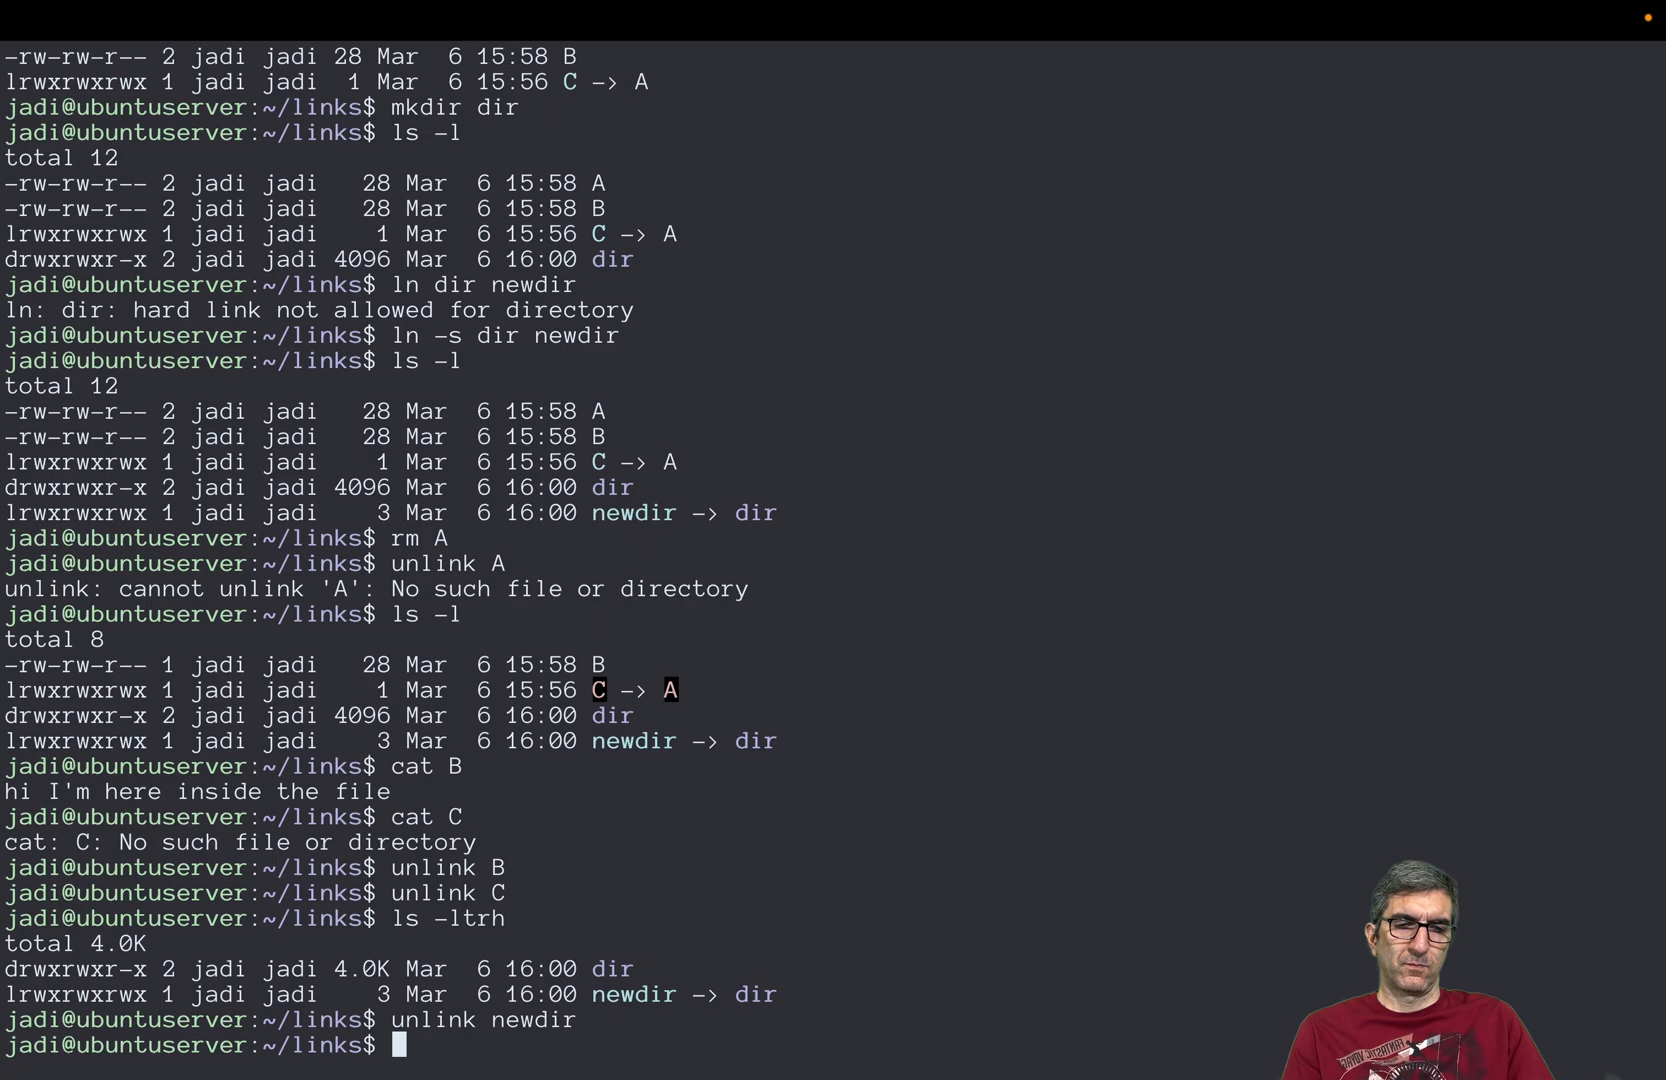 -rw-rw-r-- 2 jadi jadi 28 Mar  6 15:58 B
lrwxrwxrwx 1 jadi jadi  1 Mar  6 15:56 C -> A
jadi@ubuntuserver:~/links$ mkdir dir
jadi@ubuntuserver:~/links$ ls -l
total 12
-rw-rw-r-- 2 jadi jadi   28 Mar  6 15:58 A
-rw-rw-r-- 2 jadi jadi   28 Mar  6 15:58 B
lrwxrwxrwx 1 jadi jadi    1 Mar  6 15:56 C -> A
drwxrwxr-x 2 jadi jadi 4096 Mar  6 16:00 dir
jadi@ubuntuserver:~/links$ ln dir newdir
ln: dir: hard link not allowed for directory
jadi@ubuntuserver:~/links$ ln -s dir newdir
jadi@ubuntuserver:~/links$ ls -l
total 12
-rw-rw-r-- 2 jadi jadi   28 Mar  6 15:58 A
-rw-rw-r-- 2 jadi jadi   28 Mar  6 15:58 B
lrwxrwxrwx 1 jadi jadi    1 Mar  6 15:56 C -> A
drwxrwxr-x 2 jadi jadi 4096 Mar  6 16:00 dir
lrwxrwxrwx 1 jadi jadi    3 Mar  6 16:00 newdir -> dir
jadi@ubuntuserver:~/links$ rm A
jadi@ubuntuserver:~/links$ unlink A
unlink: cannot unlink 'A': No such file or directory
jadi@ubuntuserver:~/links$ ls -l
total 8
-rw-rw-r-- 1 jadi jadi   28 Mar  6 15:58 B
lrwxrwxrwx 1 jadi jadi    1 Mar  6 15:56 C -> A
drwxrwxr-x 2 jadi jadi 4096 Mar  6 16:00 dir
lrwxrwxrwx 1 jadi jadi    3 Mar  6 16:00 newdir -> dir
jadi@ubuntuserver:~/links$ cat B
hi I'm here inside the file
jadi@ubuntuserver:~/links$ cat C
cat: C: No such file or directory
jadi@ubuntuserver:~/links$ unlink B
jadi@ubuntuserver:~/links$ unlink C
jadi@ubuntuserver:~/links$ ls -ltrh
total 4.0K
drwxrwxr-x 2 jadi jadi 4.0K Mar  6 16:00 dir
lrwxrwxrwx 1 jadi jadi    3 Mar  6 16:00 newdir -> dir
jadi@ubuntuserver:~/links$ unlink newdir
jadi@ubuntuserver:~/links$